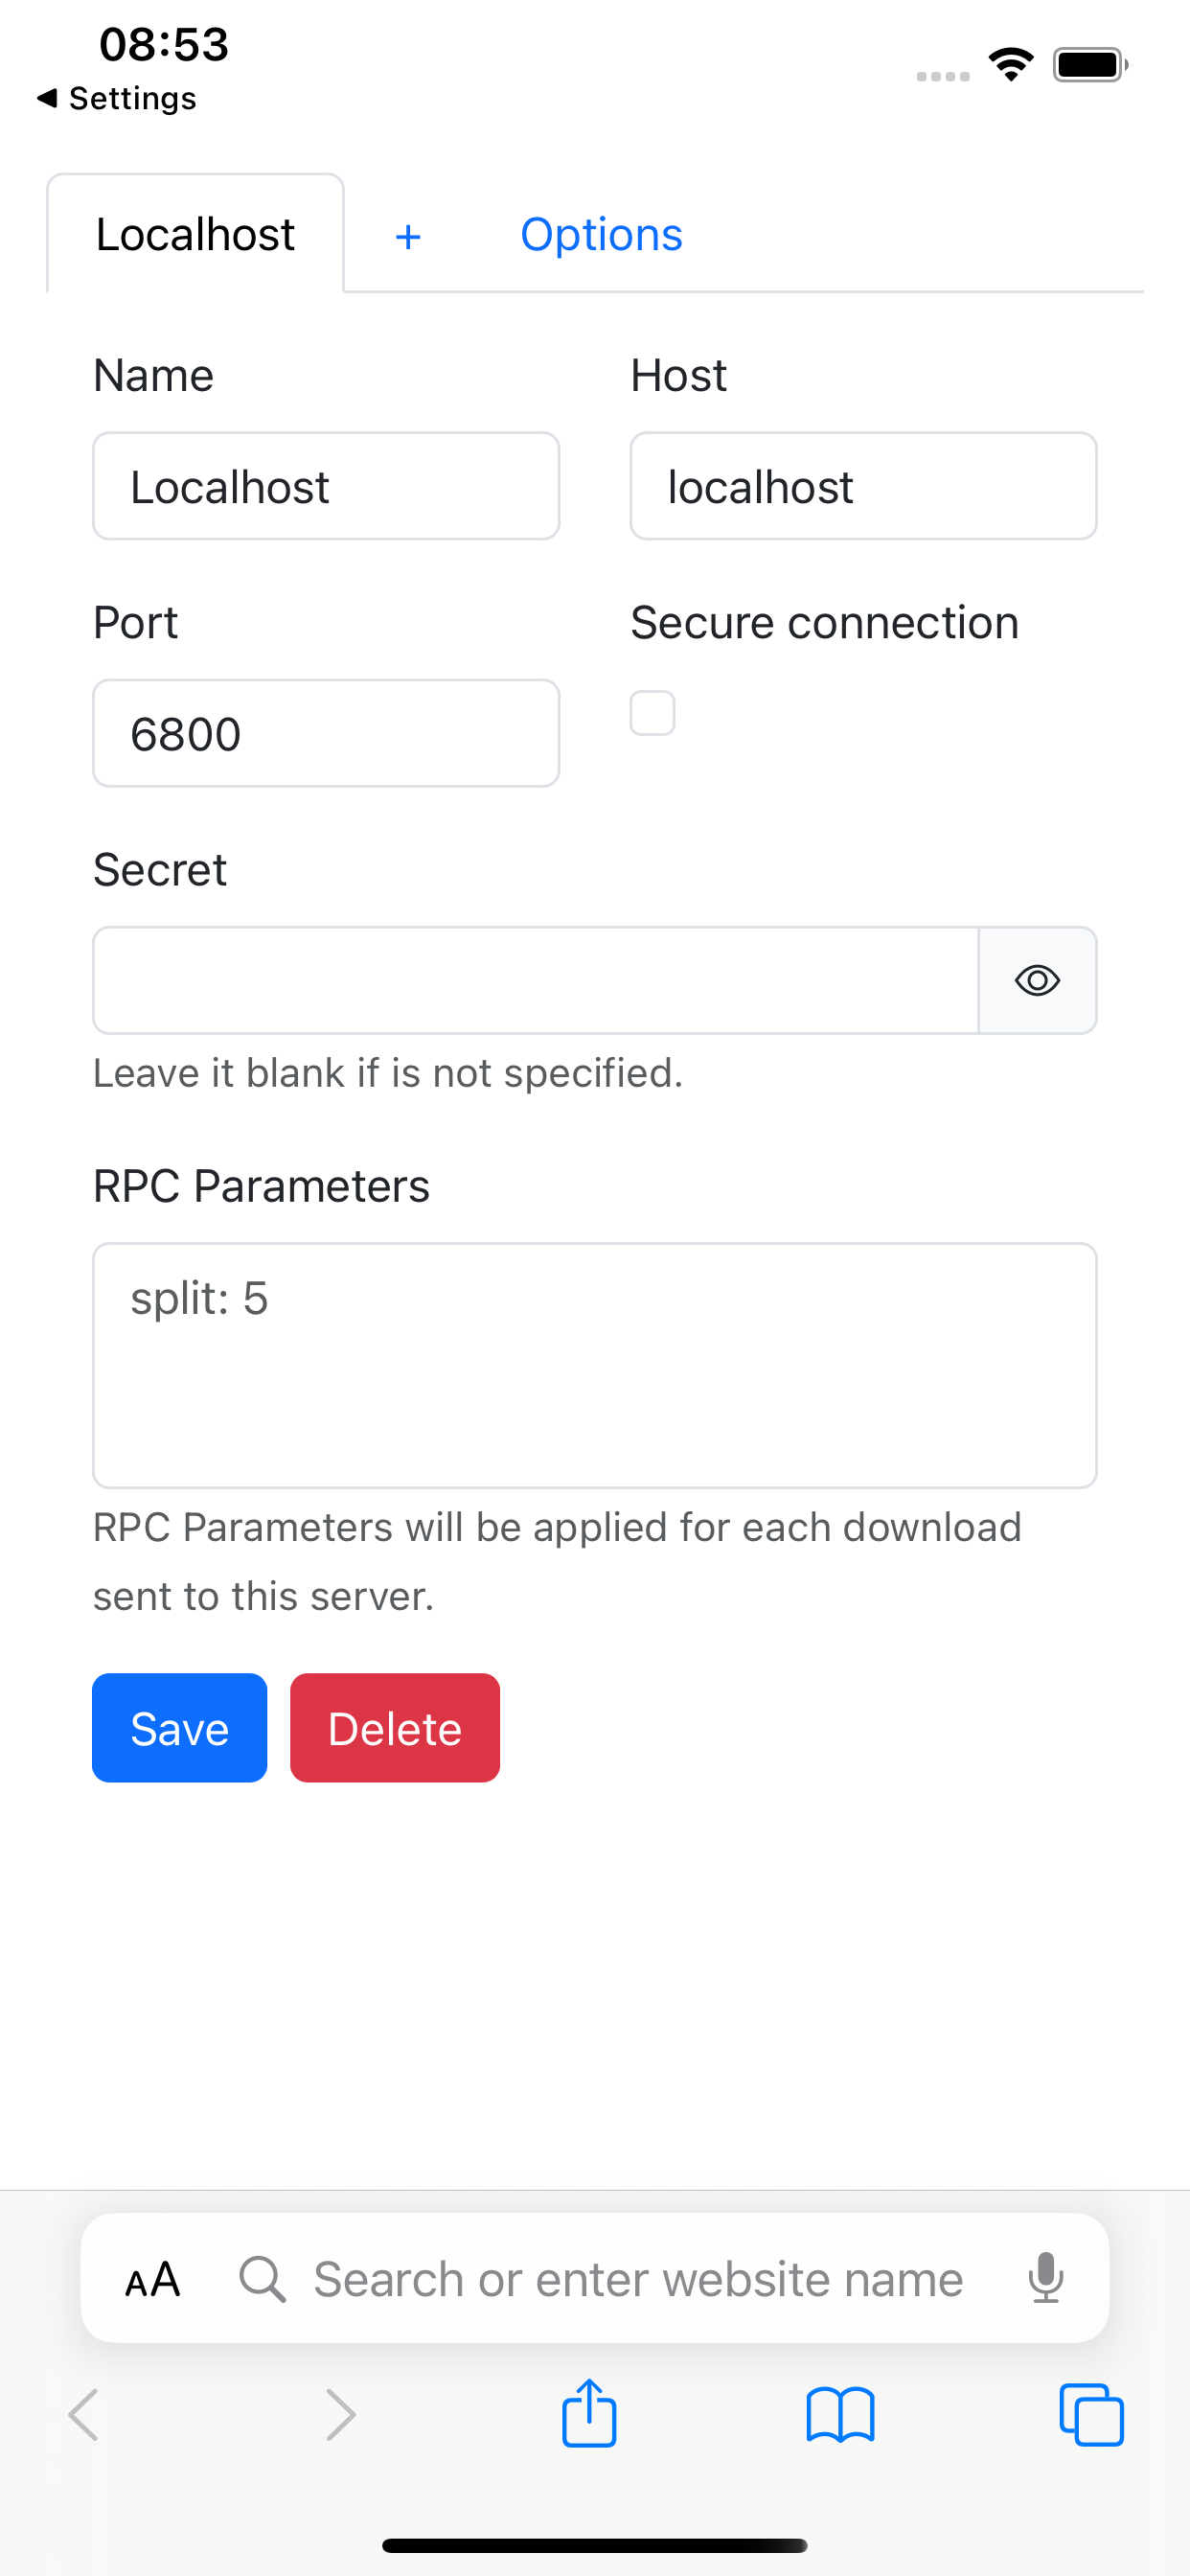 08:53
Settings
Localhost + Options
Name Host
Localhost localhost
Port Secure connection
6800
Secret
Leave it blank if is not specified.
RPC Parameters
split: 5
RPC Parameters will be applied for each download
sent to this server.
Save Delete
AA Search or enter website name